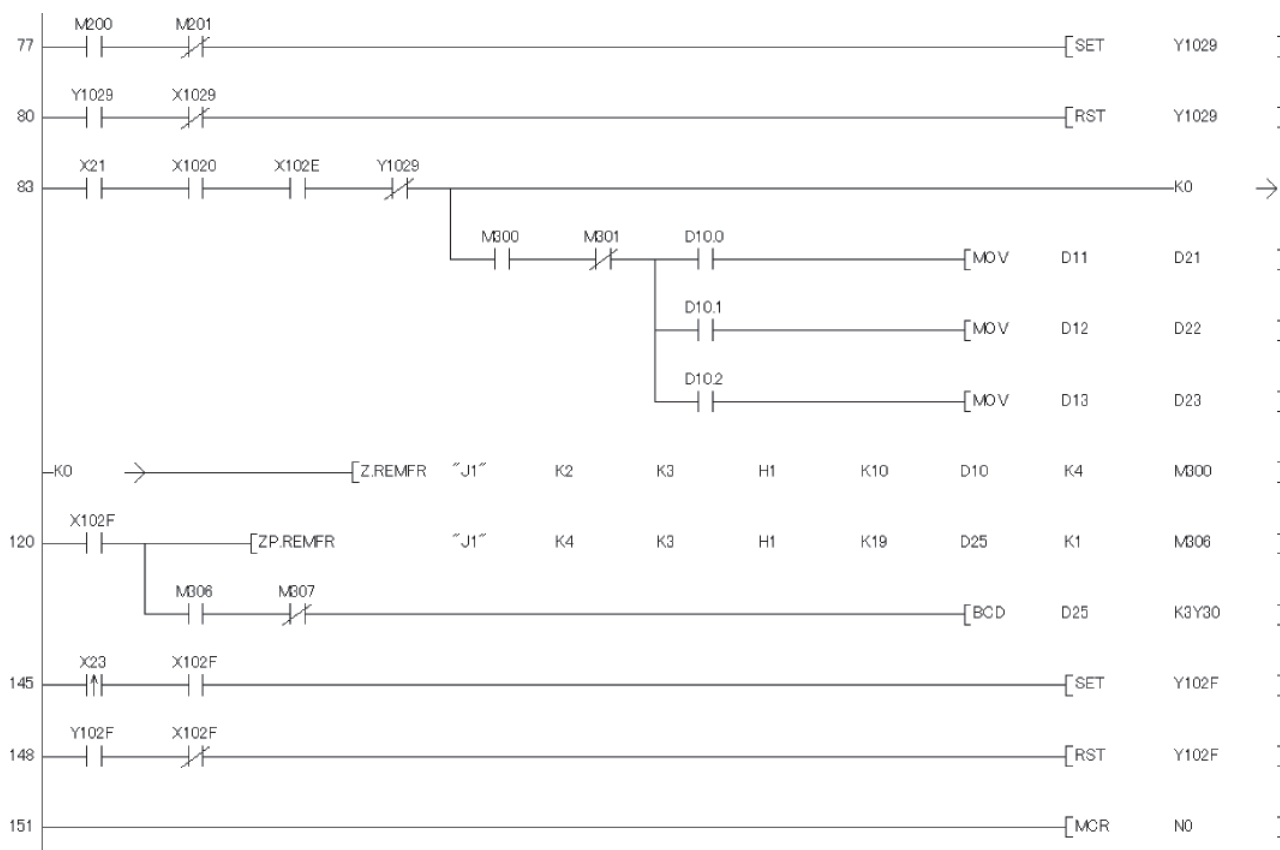 M200 M201
77 [SET Y1029 ]
Y1029 X1029
80 [RST Y1029 ]
X21 X1020 X102E Y1029
83 K0
M300 M301 D10.0
[MOV D11 D21 ]
D10.1
[MOV D12 D22 ]
D10.2
[MOV D13 D23 ]
K0 [Z.REMFR "J1" K2 K3 H1 K10 D10 K4 M300 ]
X102F
120 [ZP.REMFR "J1" K4 K3 H1 K19 D25 K1 M306 ]
M306 M307
[BCD D25 K3Y30 ]
X23 X102F
145 [SET Y102F ]
Y102F X102F
148 [RST Y102F ]
151 [MCR N0 ]